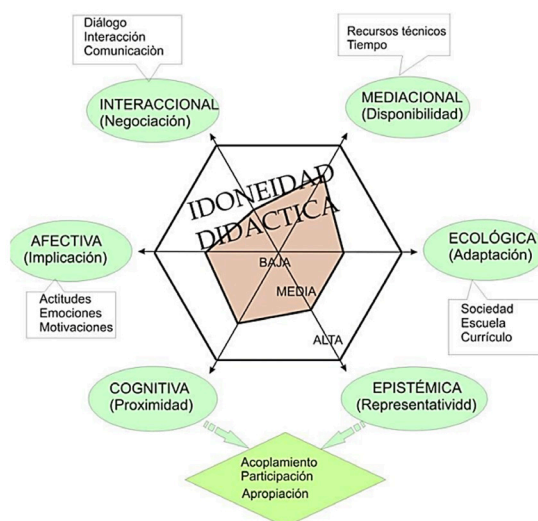 Diálogo
Interacción
Comunicaciòn
Recursos técnicos
Tiempo
INTERACCIONAL
(Negociación)
MEDIACIONAL
(Disponibilidad)
IDONEIDAD
DIDACTICA
AFECTIVA
(Implicación)
ECOLÓGICA
(Adaptación)
BAJA
MEDIA
ALTA
Actitudes
Emociones
Motivaciones
Sociedad
Escuela
Currículo
COGNITIVA
(Proximidad)
EPISTÉMICA
(Representatividd)
Acoplamiento
Participación
Apropiación